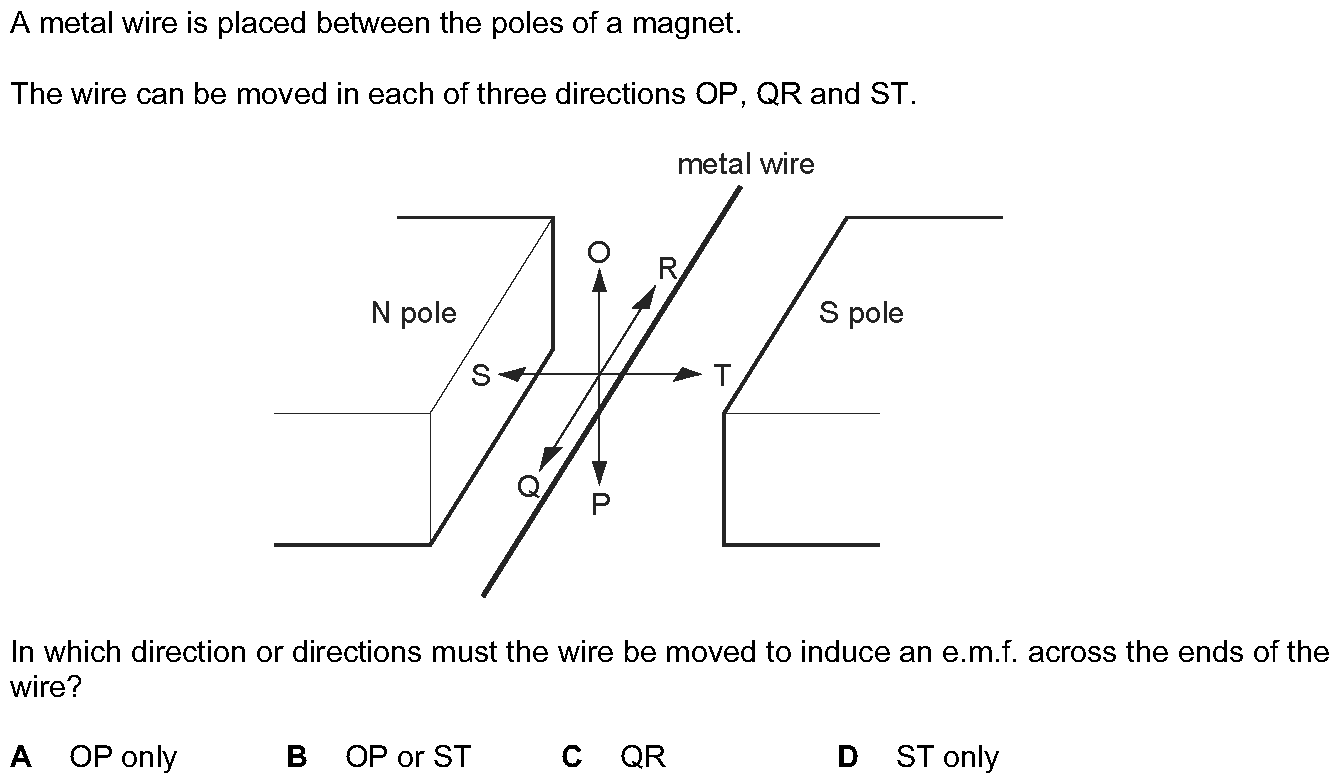 A metal wire is placed between the poles of a magnet.
The wire can be moved in each of three directions OP, QR and ST.
metal wire
O
R
N pole
S pole
S
T
Q
P
In which direction or directions must the wire be moved to induce an e.m.f. across the ends of the
wire?
A OP only B OP or ST C QR D ST only